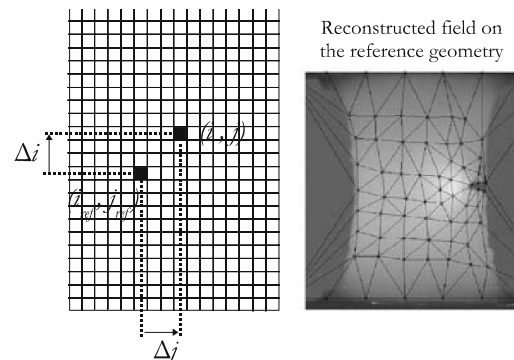 Reconstructed field on
the reference geometry
(i, j)
Δi
(i_ref, j_ref)
Δj